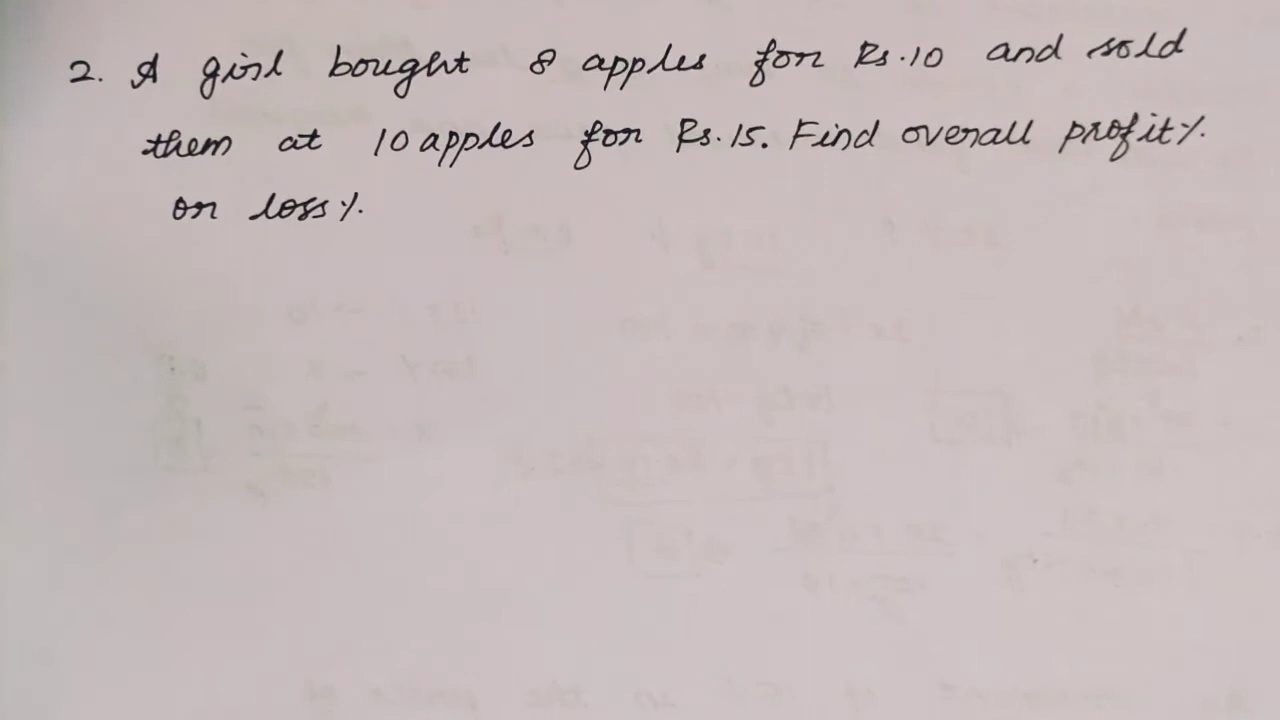 2. A girl bought 8 apples for Rs.10 and sold
them at 10 apples for Rs.15. Find overall profit%
or loss%.